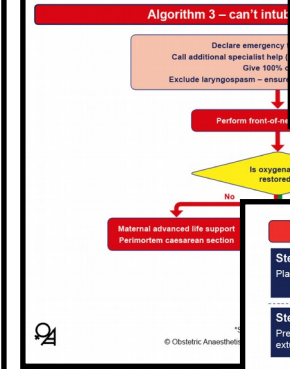 Algorithm 3 – can't intub
Declare emergency
Call additional specialist help (
Give 100%
Exclude laryngospasm – ensure
Perform front-of-ne
Is oxygena
restored
No
Maternal advanced life support
Perimortem caesarean section
© Obstetric Anaesthetis
Ste
Pla
Ste
Pre
extu